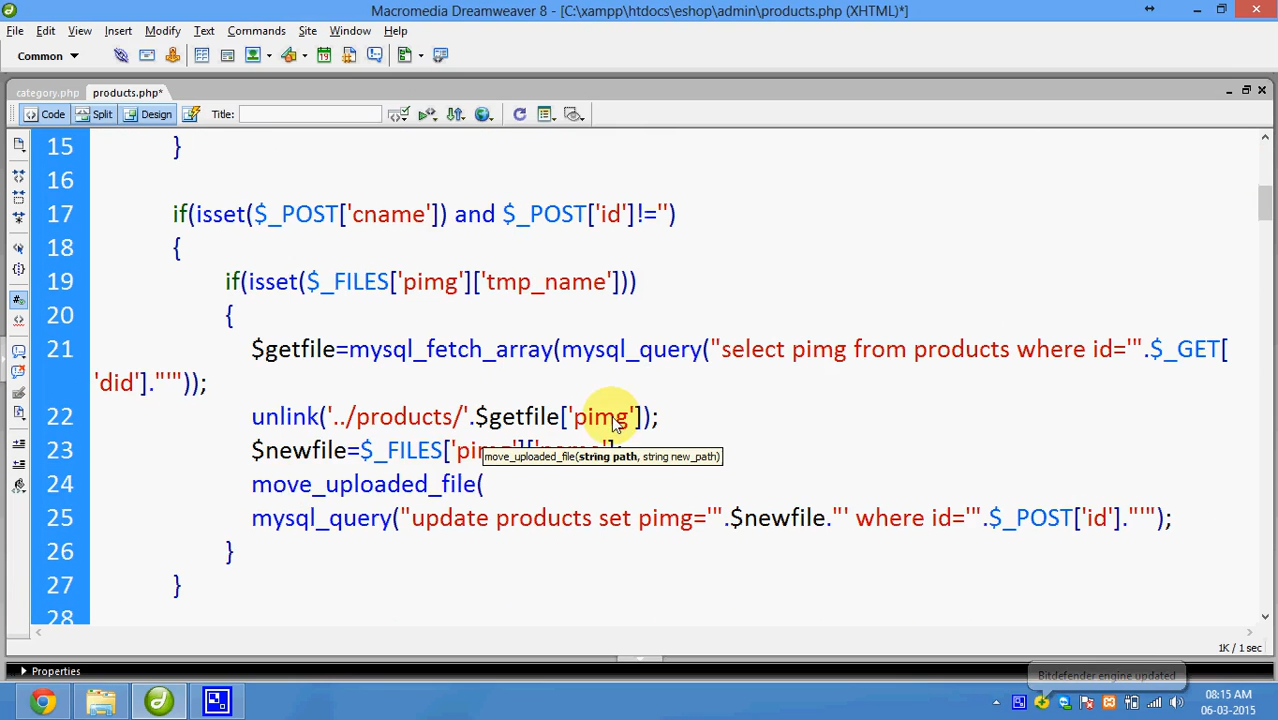 Macromedia Dreamweaver 8 - [C:\xampp\htdocs\eshop\admin\products.php (XHTML)*]
File Edit View Insert Modify Text Commands Site Window Help
Common
category.php products.php*
Code Split Design Title:
15 }
16
17 if(isset($_POST['cname']) and $_POST['id']!='')
18 {
19 if(isset($_FILES['pimg']['tmp_name']))
20 {
21 $getfile=mysql_fetch_array(mysql_query("select pimg from products where id='".$_GET[
'did']."'"));
22 unlink('../products/'.$getfile['pimg']);
23 $newfile=$_FILES['pimg']['name'];
move_uploaded_file(string path, string new_path)
24 move_uploaded_file(
25 mysql_query("update products set pimg='".$newfile."' where id='".$_POST['id']."'");
26 }
27 }
28
1K / 1 sec
Properties
Bitdefender engine updated
08:15 AM
06-03-2015